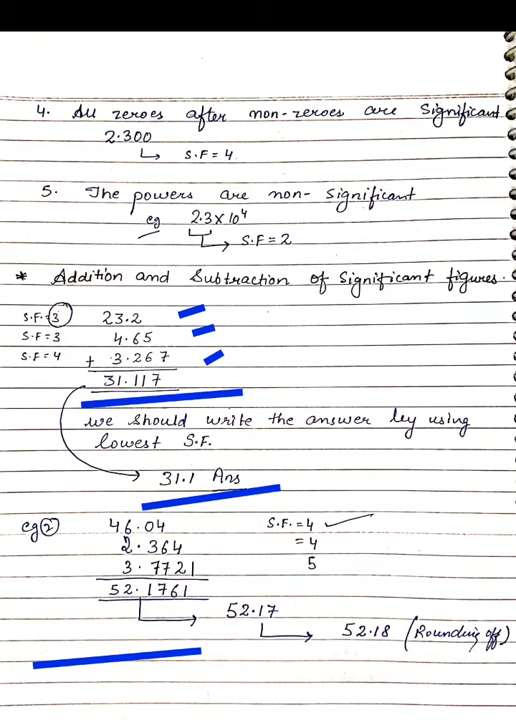 4. All zeroes after non-zeroes are Significant
2.300
↳ S.F = 4
5. The powers are non-significant
eg 2.3 x 10⁴
→ S.F = 2
* Addition and Subtraction of Significant figures.
S.F = 3 23.2
S.F = 3 4.65
S.F = 4 + 3.267
31.117
we should write the answer by using
lowest S.F.
→ 31.1 Ans
eg 2 46.04 S.F. = 4 ✓
2.364 = 4
3.7721 5
52.1761
→ 52.17
→ 52.18 (Rounding off)